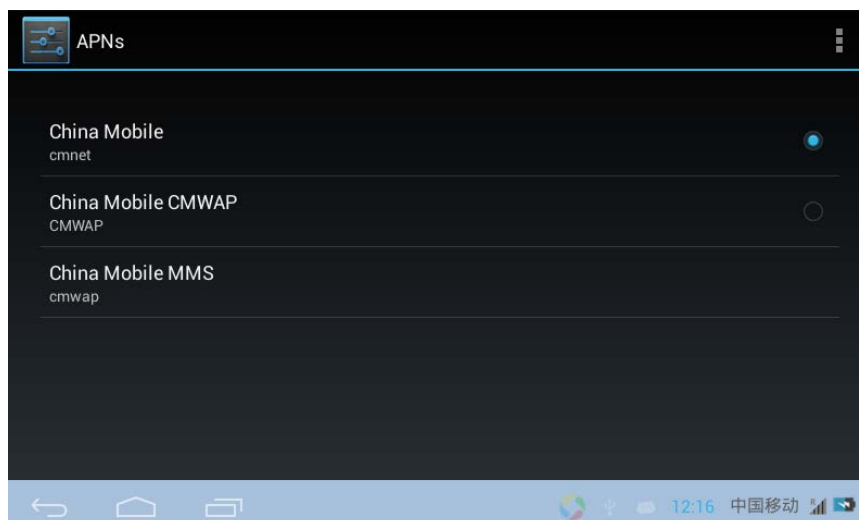 APNs
China Mobile
cmnet
China Mobile CMWAP
CMWAP
China Mobile MMS
cmwap
12:16 中国移动